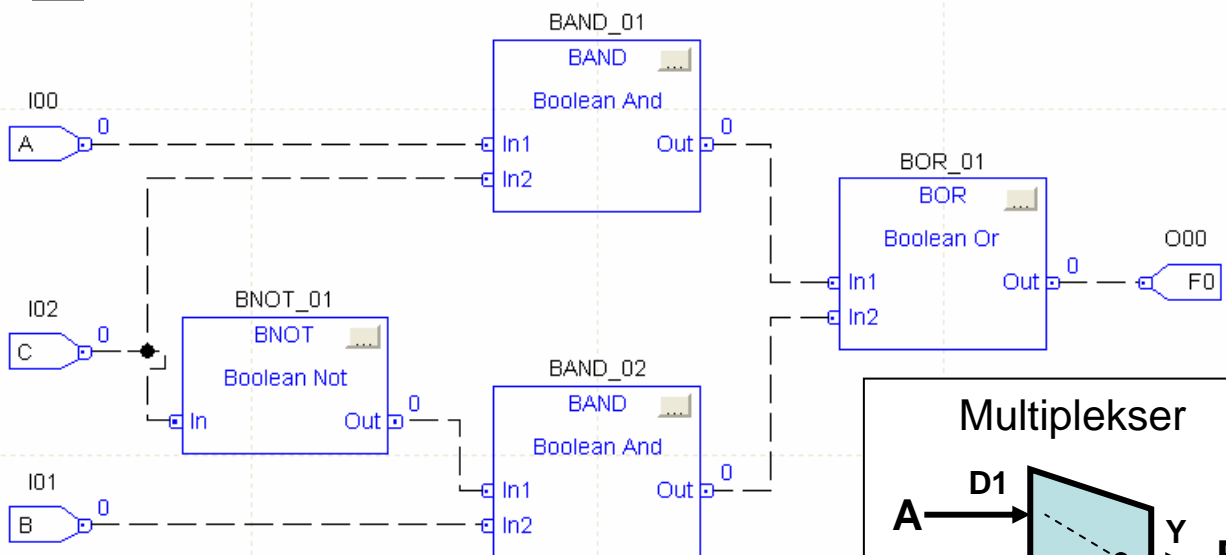 BAND_01
BAND ...
Boolean And
In1
In2
Out
0
I00
A
0
BOR_01
BOR ...
Boolean Or
In1
In2
Out
0
O00
F0
I02
C
0
BNOT_01
BNOT ...
Boolean Not
In
Out
0
BAND_02
BAND ...
Boolean And
In1
In2
Out
0
I01
B
0
Multiplekser
D1
A
Y